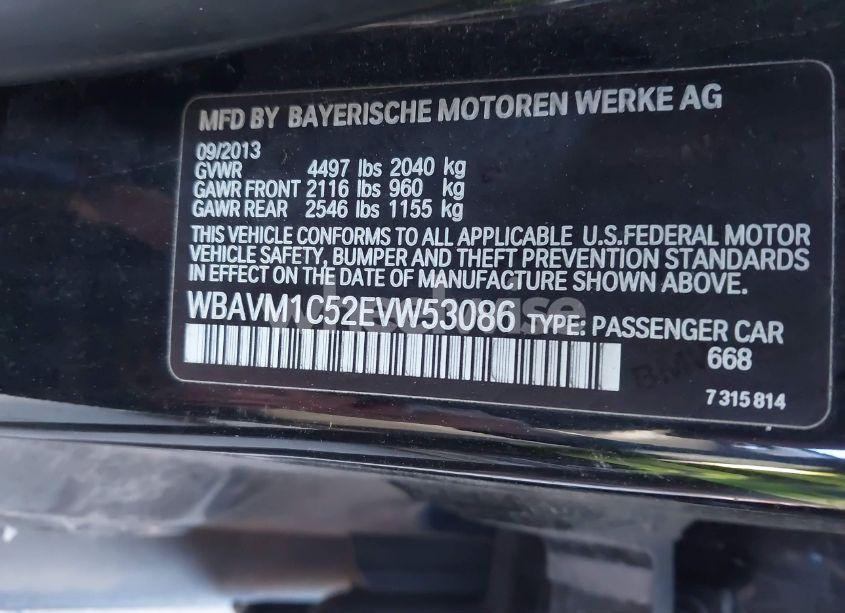 MFD BY BAYERISCHE MOTOREN WERKE AG
09/2013
GVWR 4497 lbs 2040 kg
GAWR FRONT 2116 lbs 960 kg
GAWR REAR 2546 lbs 1155 kg
THIS VEHICLE CONFORMS TO ALL APPLICABLE U.S.FEDERAL MOTOR
VEHICLE SAFETY, BUMPER AND THEFT PREVENTION STANDARDS
IN EFFECT ON THE DATE OF MANUFACTURE SHOWN ABOVE.
WBAVM1C52EVW53086 TYPE: PASSENGER CAR
668
7 315 814